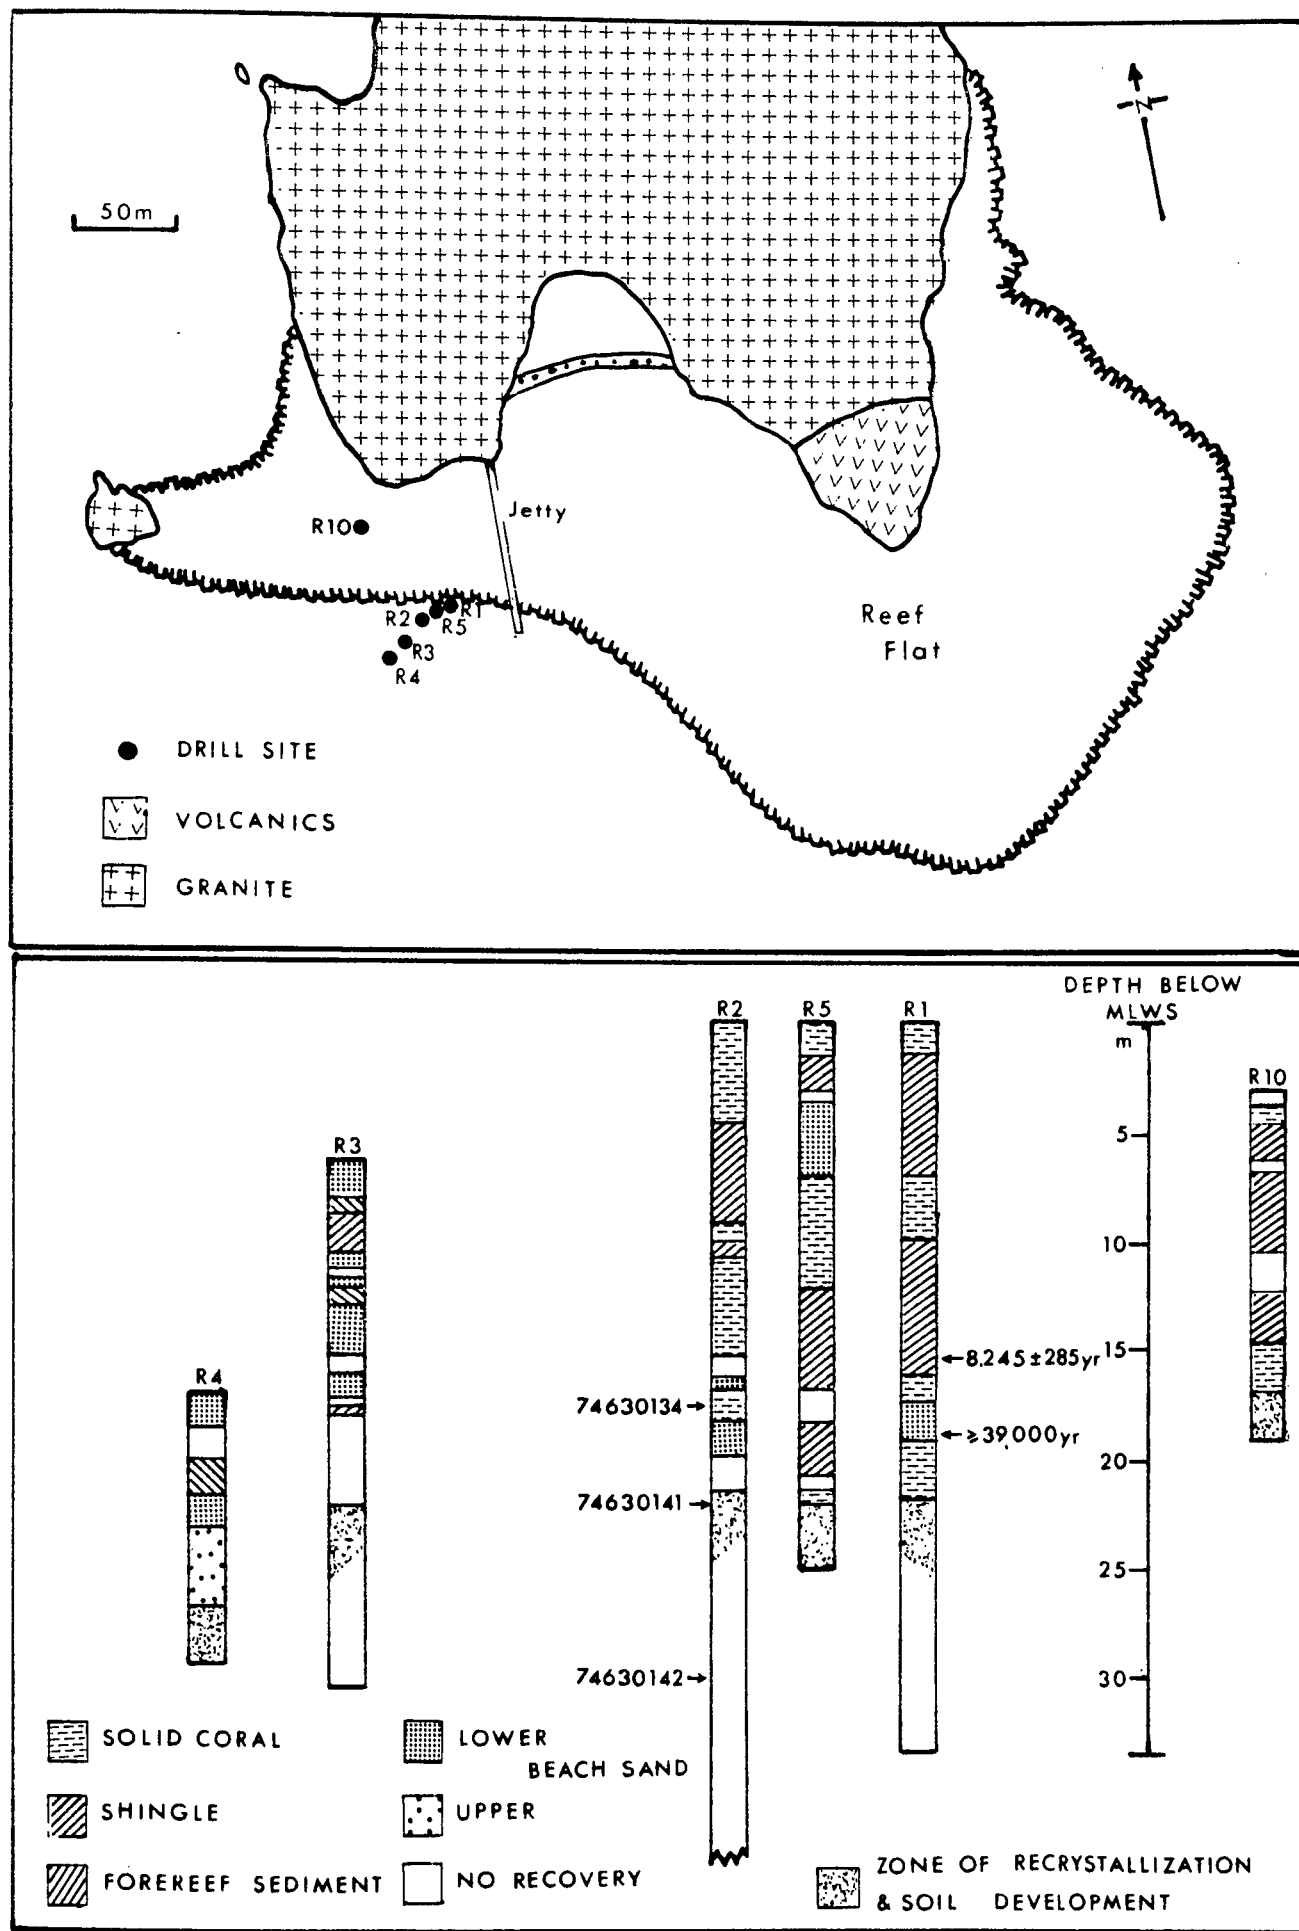 50m
N
R10
Jetty
R2
R1
R5
R3
R4
Reef
Flat
DRILL SITE
VOLCANICS
GRANITE
DEPTH BELOW
MLWS
m
R2
R5
R1
R10
R3
R4
5
10
15
20
25
30
8,245±285yr
≥39,000yr
74630134
74630141
74630142
SOLID CORAL
LOWER
BEACH SAND
SHINGLE
UPPER
FOREREEF SEDIMENT
NO RECOVERY
ZONE OF RECRYSTALLIZATION
& SOIL DEVELOPMENT